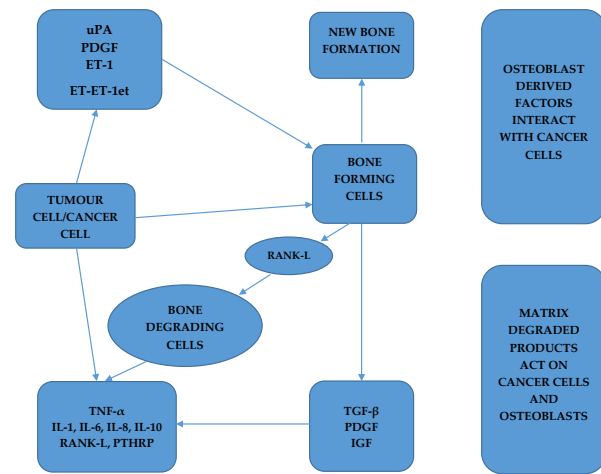 uPA
PDGF
ET-1
ET-ET-1et
NEW BONE
FORMATION
OSTEOBLAST
DERIVED
FACTORS
INTERACT
WITH CANCER
CELLS
BONE
FORMING
CELLS
TUMOUR
CELL/CANCER
CELL
RANK-L
BONE
DEGRADING
CELLS
MATRIX
DEGRADED
PRODUCTS
ACT ON
CANCER CELLS
AND
OSTEOBLASTS
TNF-α
IL-1, IL-6, IL-8, IL-10
RANK-L, PTHRP
TGF-β
PDGF
IGF